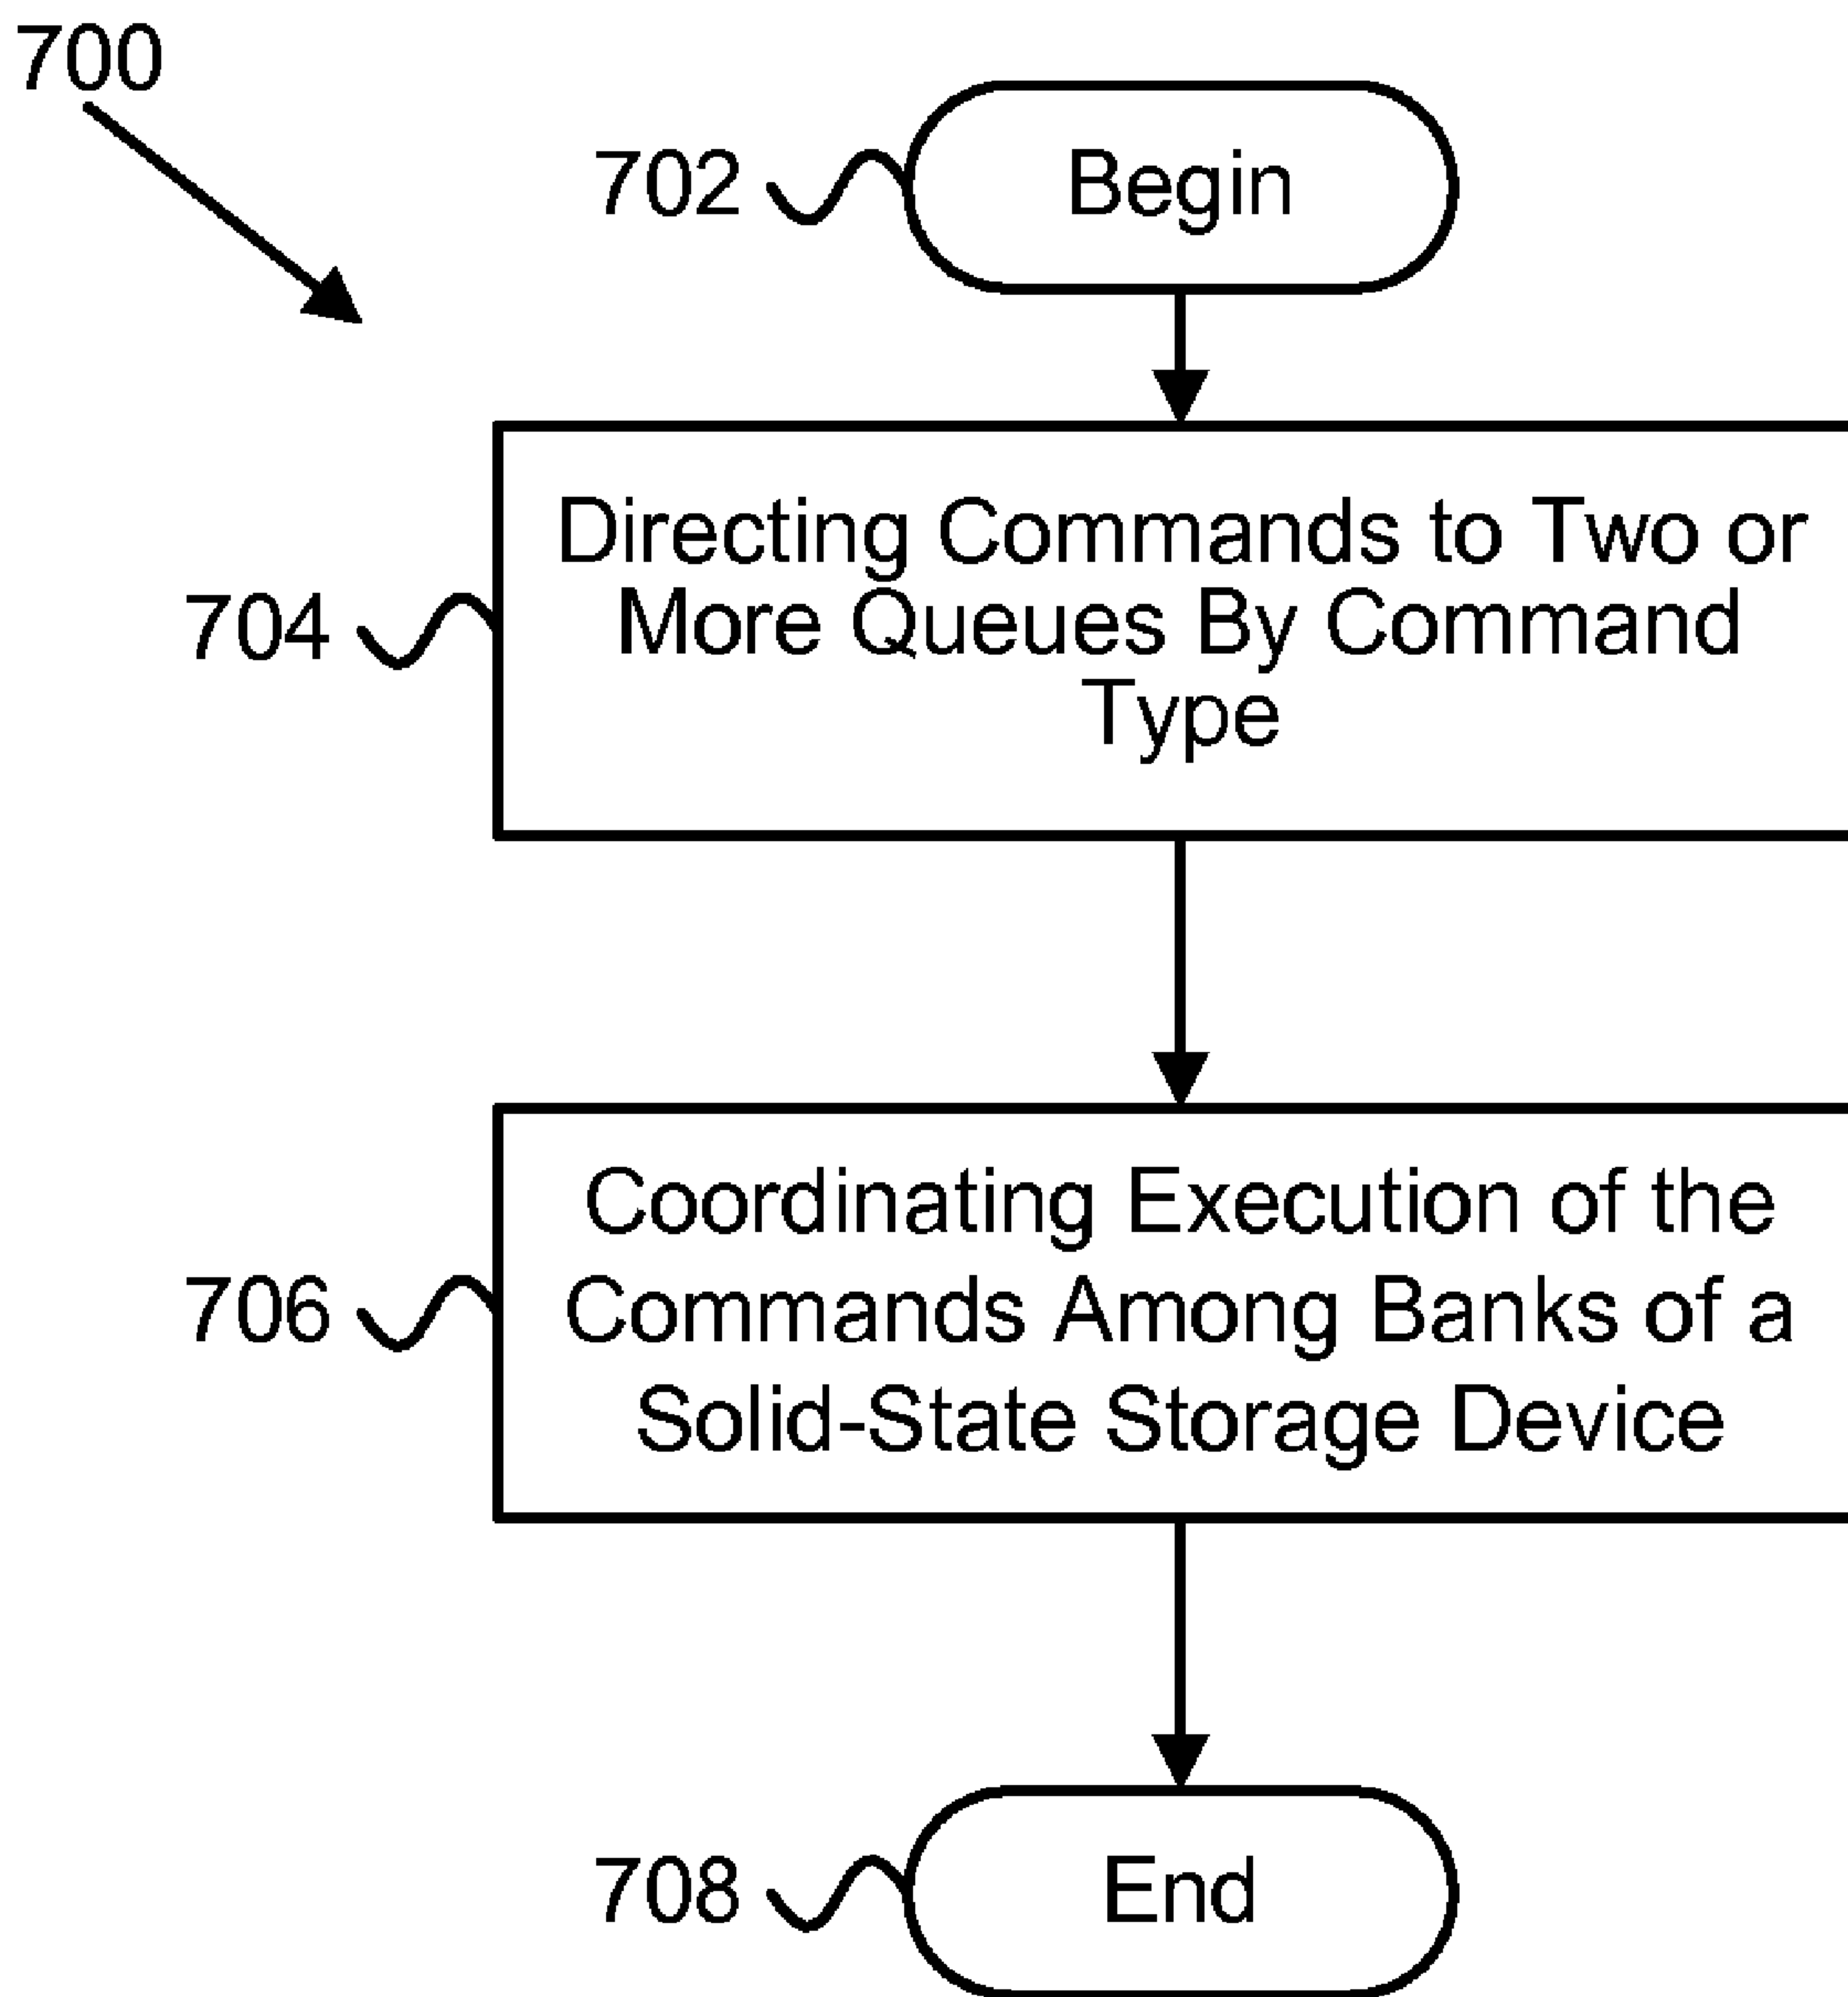 700
702
Begin
Directing Commands to Two or
More Queues By Command
Type
704
Coordinating Execution of the
Commands Among Banks of a
Solid-State Storage Device
706
708
End